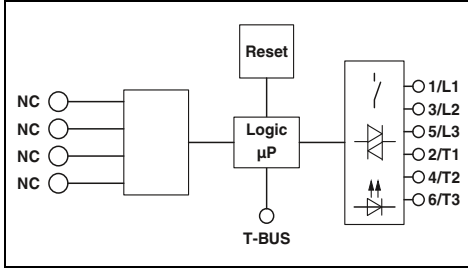 Reset
NC
NC
NC
NC
Logic
µP
T-BUS
1/L1
3/L2
5/L3
2/T1
4/T2
6/T3